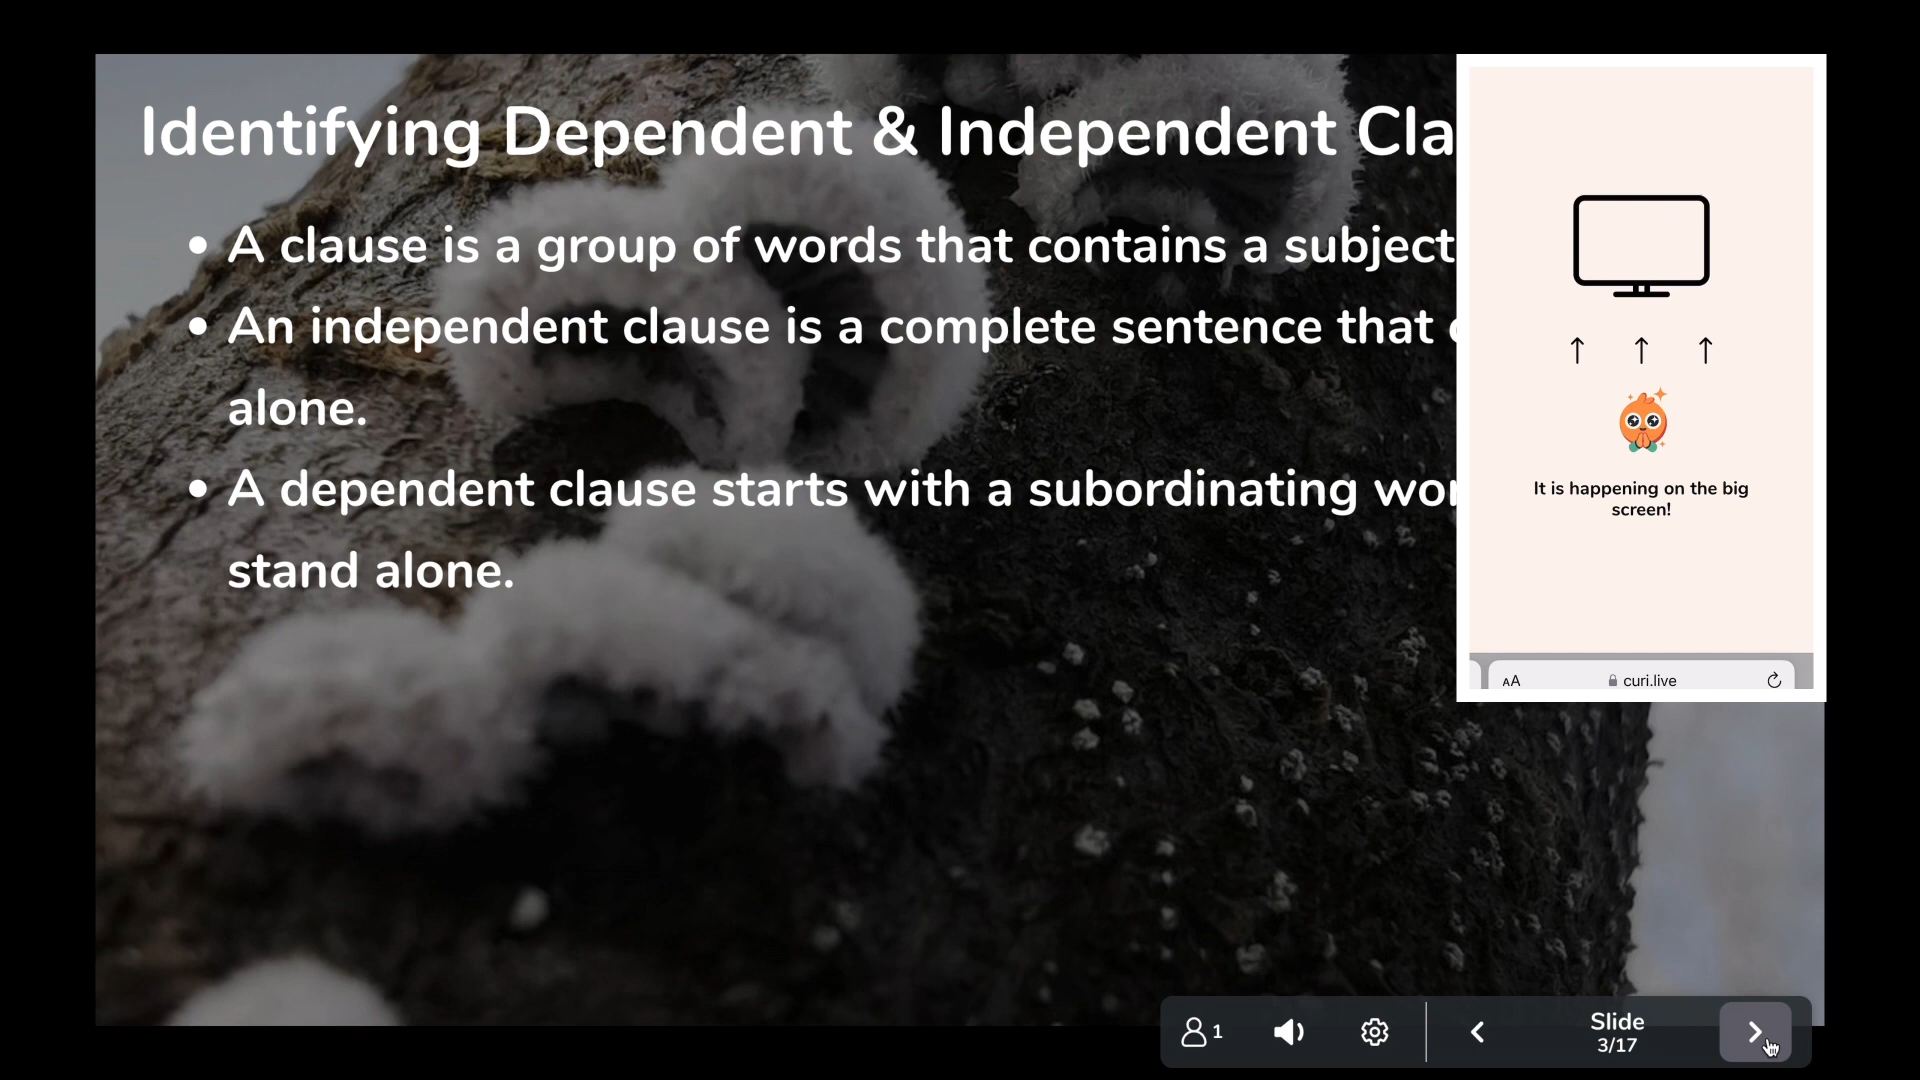 Identifying Dependent & Independent Cla
A clause is a group of words that contains a subject
An independent clause is a complete sentence that
alone.
A dependent clause starts with a subordinating wor
stand alone.
It is happening on the big
screen!
AA
curi.live
1
Slide
3/17